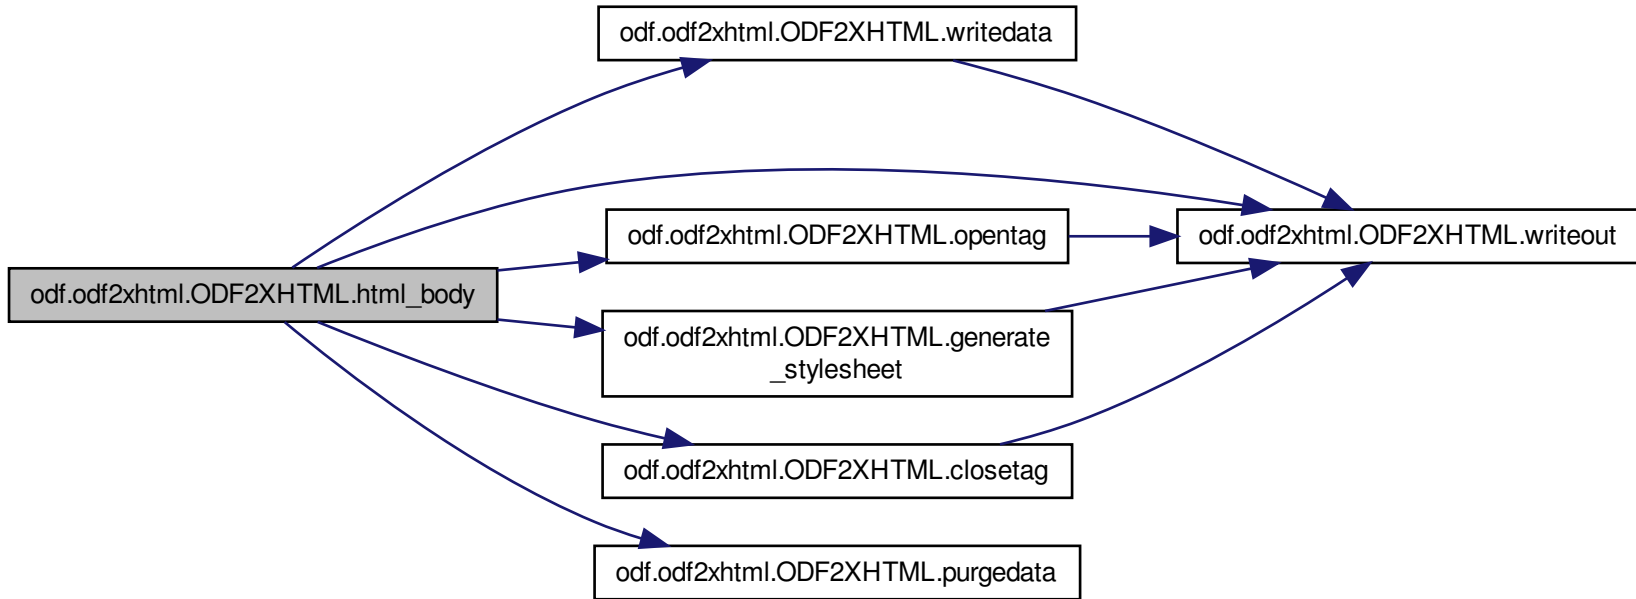 odf.odf2xhtml.ODF2XHTML.writedata
odf.odf2xhtml.ODF2XHTML.opentag
odf.odf2xhtml.ODF2XHTML.writeout
odf.odf2xhtml.ODF2XHTML.html_body
odf.odf2xhtml.ODF2XHTML.generate
_stylesheet
odf.odf2xhtml.ODF2XHTML.closetag
odf.odf2xhtml.ODF2XHTML.purgedata